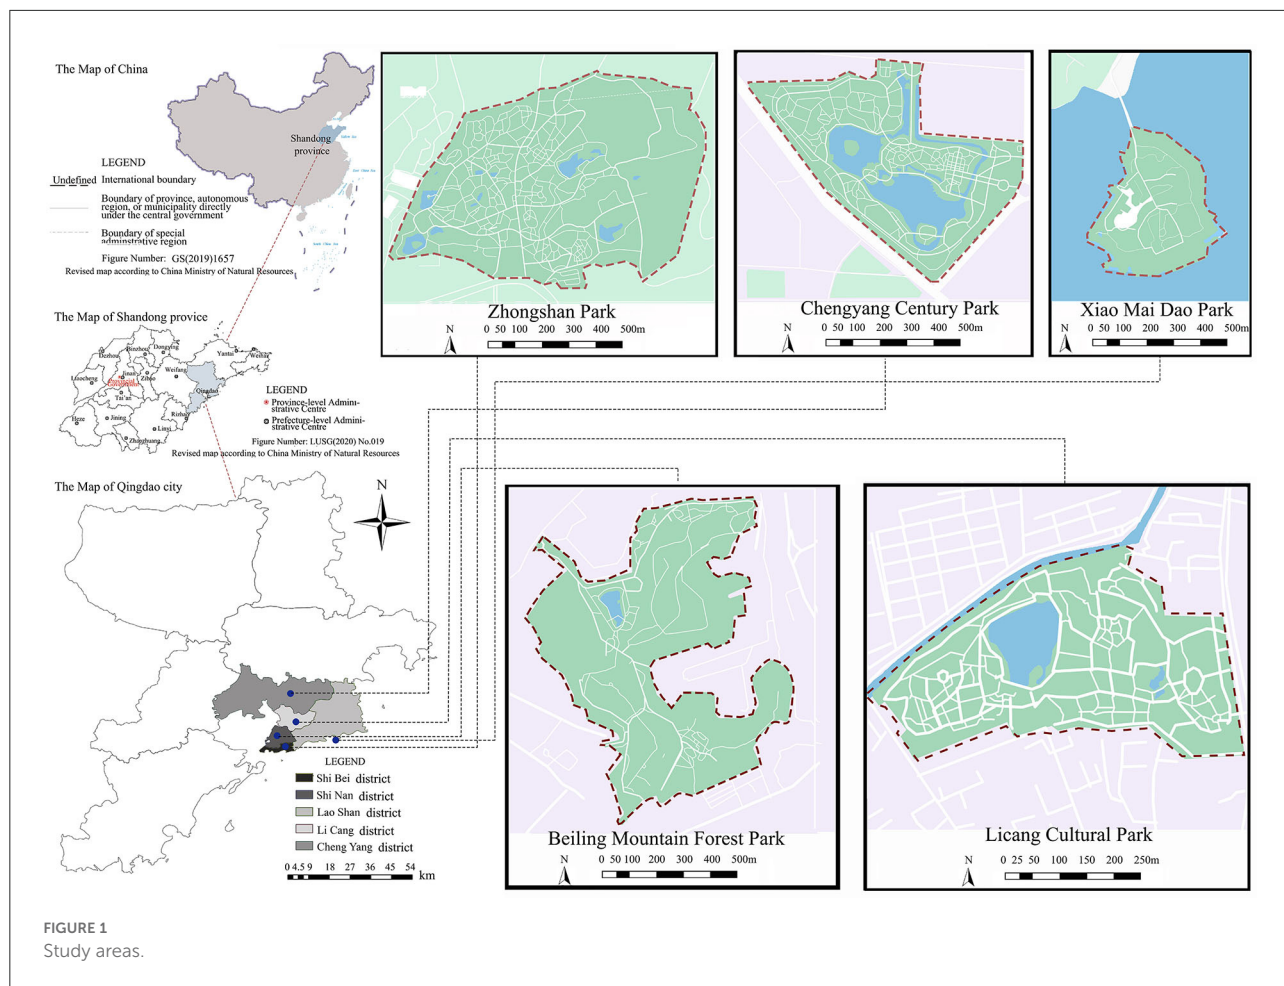 The Map of China
Shandong
province
LEGEND
Undefined International boundary
Boundary of province, autonomous
region, or municipality directly
under the central government
Boundary of special
adminstrative region
Figure Number: GS(2019)1657
Revised map according to China Ministry of Natural Resources
The Map of Shandong provice
Dezhou
Binzhou
Dongying
Yantai
Weihai
Liaocheng
Jinan
Zibo
Weifang
Tai'an
Qingdao
Heze
Jining
Rizhao
Linyi
Zhaozhuang
LEGEND
Province-level Admini-
strative Centre
Prefecture-level Admini-
strative Centre
Figure Number: LUSG(2020) No.019
Revised map according to China Ministry of Natural Resources
The Map of Qingdao city
N
LEGEND
Shi Bei district
Shi Nan district
Lao Shan district
Li Cang district
Cheng Yang district
0 4.5 9 18 27 36 45 54
km
Zhongshan Park
N
0 50 100 200 300 400 500m
Chengyang Century Park
N
0 50 100 200 300 400 500m
Xiao Mai Dao Park
N
0 50 100 200 300 400 500m
Beiling Mountain Forest Park
N
0 50 100 200 300 400 500m
Licang Cultural Park
N
0 25 50 100 150 200 250m
FIGURE 1
Study areas.